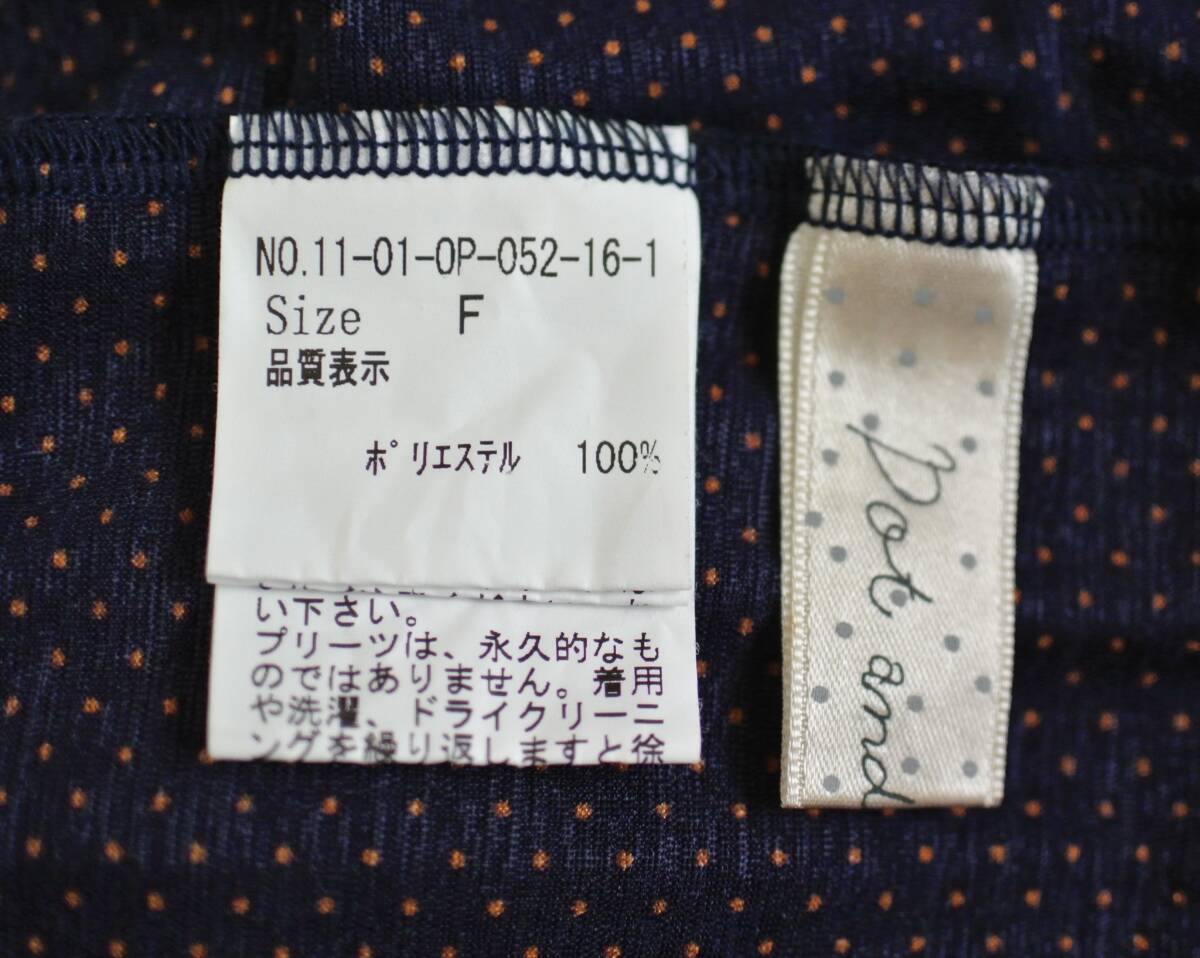 NO.11-01-OP-052-16-1
Size F
品質表示
ポリエステル 100%
い下さい。
プリーツは、永久的なも
のではありません。着用
や洗濯、ドライクリーニ
ングを繰り返しますと徐
Dot and